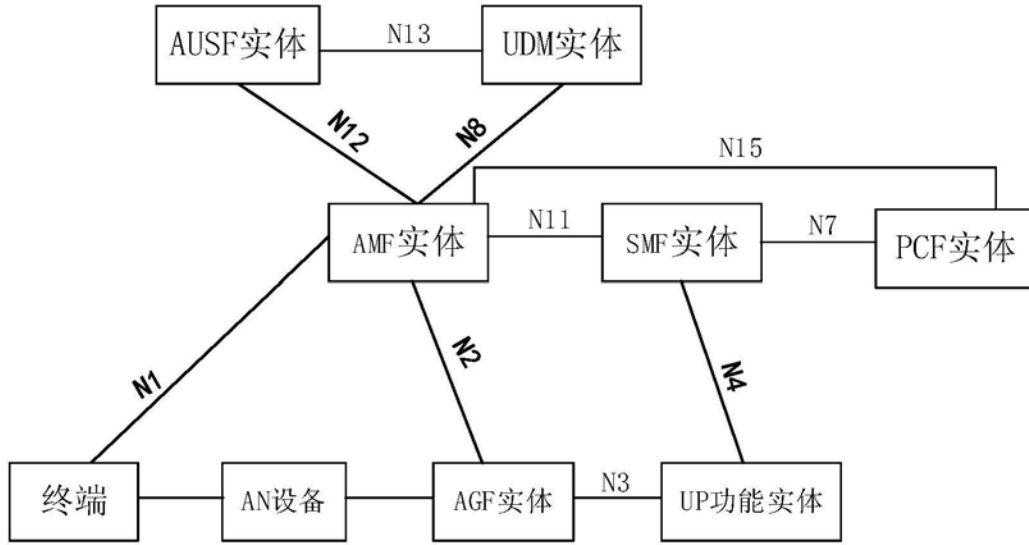 AUSF实体
N13
UDM实体
N12
N8
N15
AMF实体
N11
SMF实体
N7
PCF实体
N1
N2
N4
终端
AN设备
AGF实体
N3
UP功能实体